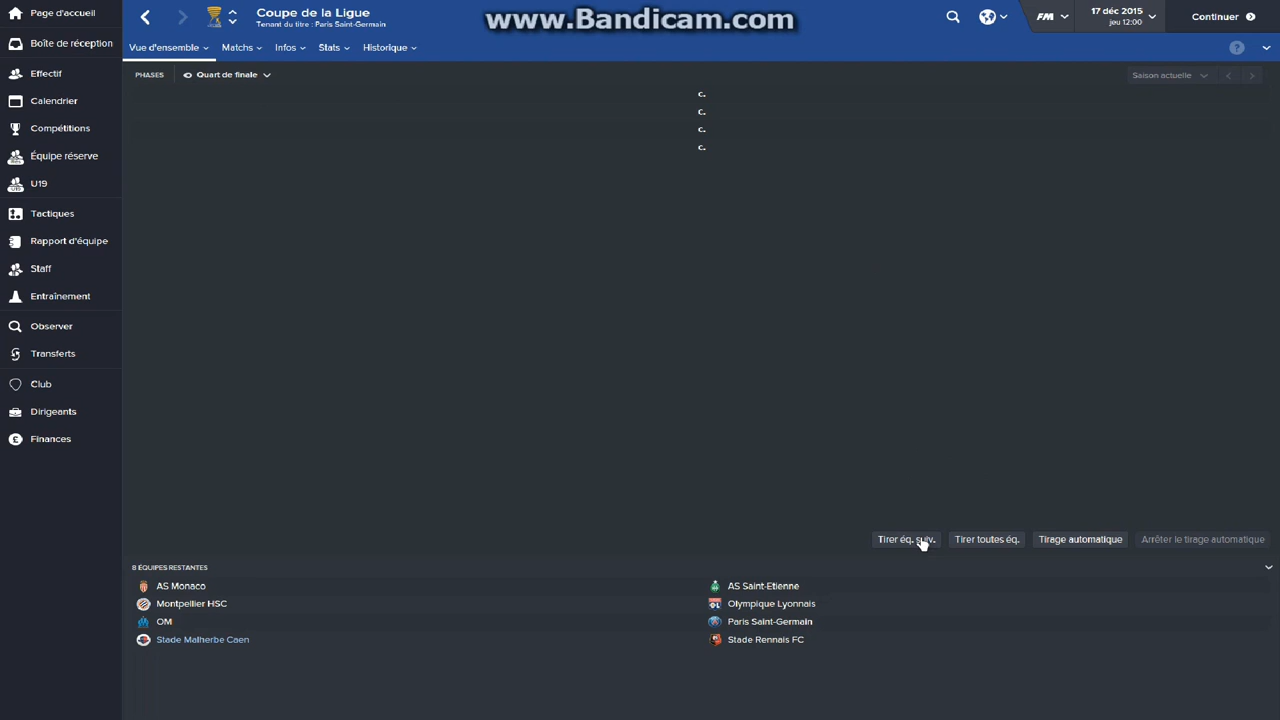 www.Bandicam.com
Page d'accueil
Coupe de la Ligue
Tenant du titre : Paris Saint-Germain
FM
17 déc 2015
jeu 12:00
Continuer
Boîte de réception
Vue d'ensemble Matchs Infos Stats Historique
?
Effectif
PHASES Quart de finale
Saison actuelle
Calendrier
Compétitions
Équipe réserve
U19
Tactiques
Rapport d'équipe
Staff
Entraînement
Observer
Transferts
Club
Dirigeants
Finances
c.
c.
c.
c.
Tirer éq. suiv. Tirer toutes éq. Tirage automatique Arrêter le tirage automatique
8 ÉQUIPES RESTANTES
AS Monaco
AS Saint-Etienne
Montpellier HSC
Olympique Lyonnais
OM
Paris Saint-Germain
Stade Malherbe Caen
Stade Rennais FC